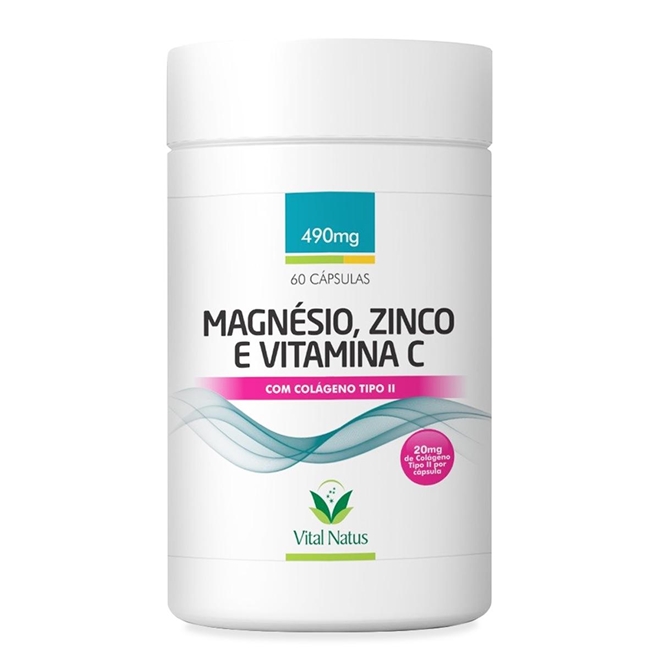 490mg
60 CÁPSULAS
MAGNÉSIO, ZINCO
E VITAMINA C
COM COLÁGENO TIPO II
20mg
de Colágeno
Tipo II por
cápsula
Vital Natus